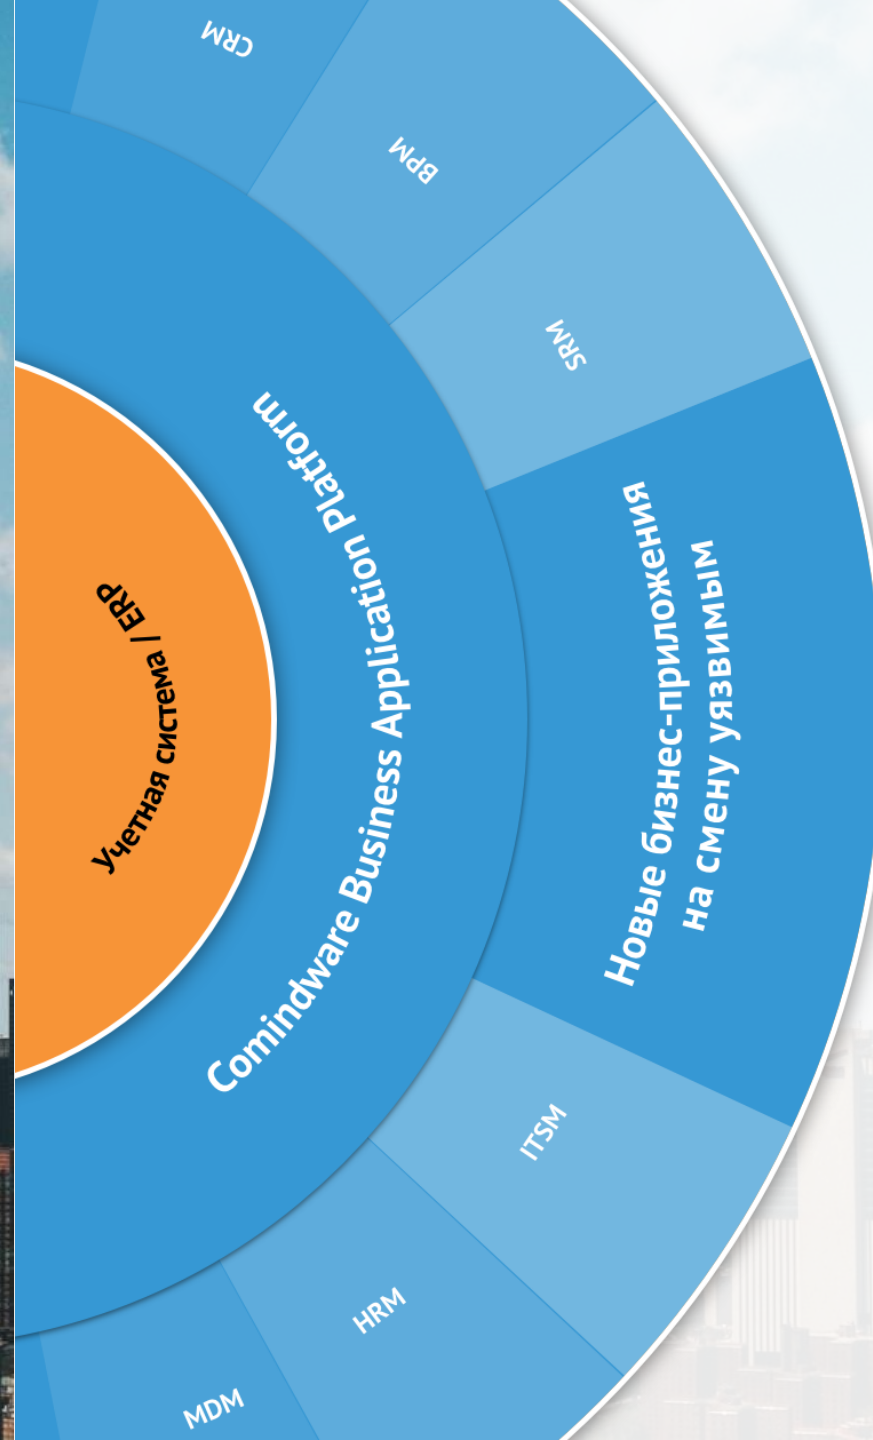 CRM
BPM
SRM
Новые бизнес-приложения
на смену уязвимым
ITSM
HRM
MDM
Comindware Business Application Platform
Учетная система / ERP